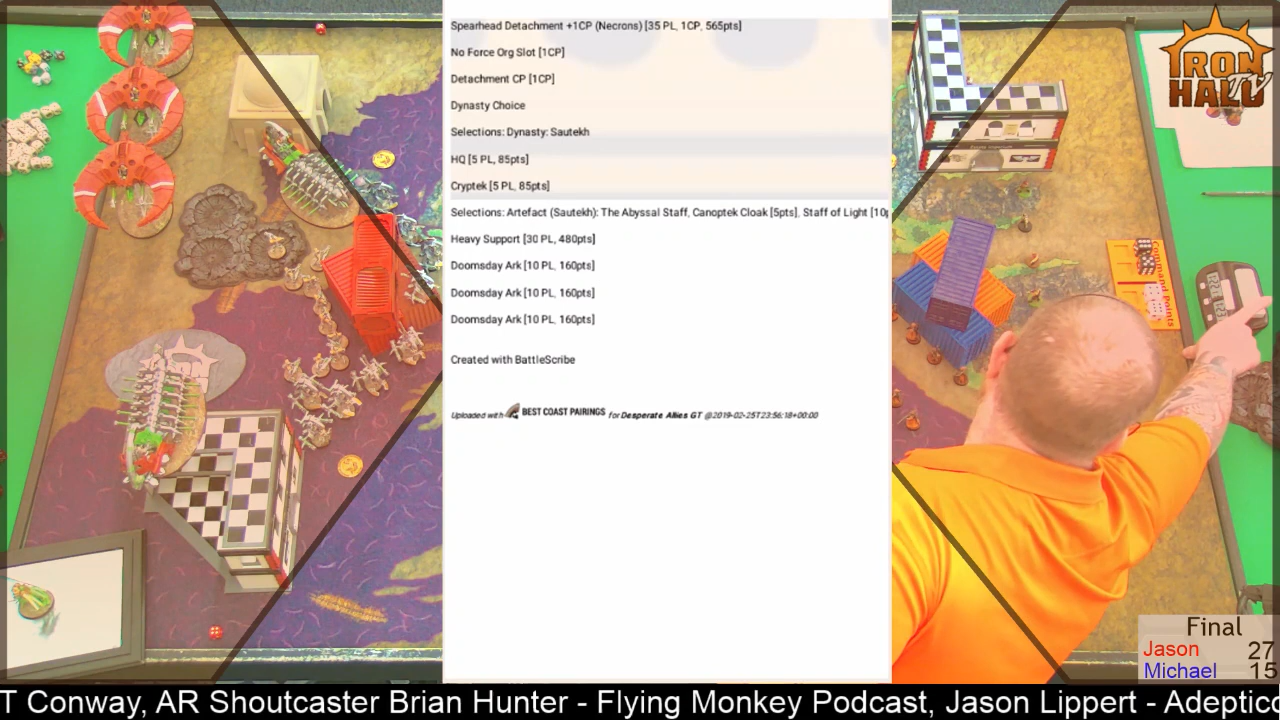 Spearhead Detachment +1CP (Necrons) [35 PL, 1CP, 565pts]
No Force Org Slot [1CP]
Detachment CP [1CP]
Dynasty Choice
Selections: Dynasty: Sautekh
HQ [5 PL, 85pts]
Cryptek [5 PL, 85pts]
Selections: Artefact (Sautekh): The Abyssal Staff, Canoptek Cloak [5pts], Staff of Light [10p
Heavy Support [30 PL, 480pts]
Doomsday Ark [10 PL, 160pts]
Doomsday Ark [10 PL, 160pts]
Doomsday Ark [10 PL, 160pts]
Created with BattleScribe
Uploaded with BEST COAST PAIRINGS for Desperate Allies GT @2019-02-25T23:56:18+00:00
IRON
HALO TV
Command Points
Final
Jason 27
Michael 15
T Conway, AR Shoutcaster Brian Hunter - Flying Monkey Podcast, Jason Lippert - Adeptico